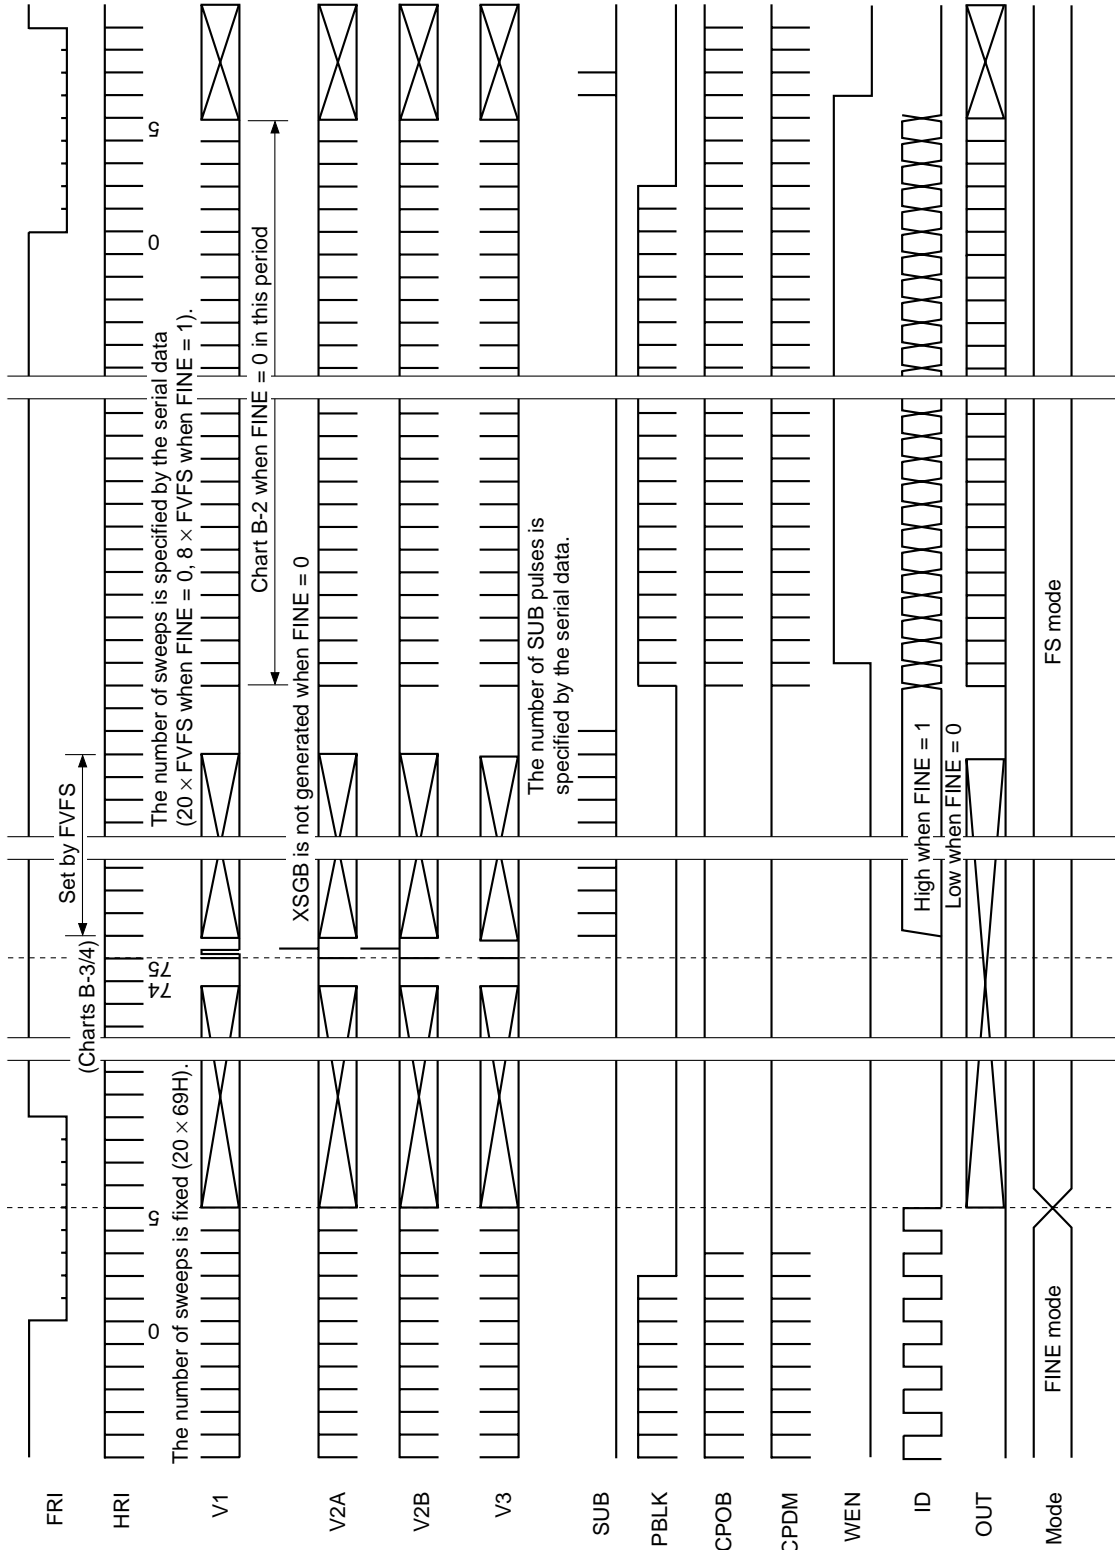 FRI
HRI
V1
V2A
V2B
V3
SUB
PBLK
CPOB
CPDM
WEN
ID
OUT
Mode
(Charts B-3/4)
Set by FVFS
0
5
74
75
0
5
The number of sweeps is fixed (20 × 69H).
The number of sweeps is specified by the serial data
(20 × FVFS when FINE = 0, 8 × FVFS when FINE = 1).
Chart B-2 when FINE = 0 in this period
XSGB is not generated when FINE = 0
The number of SUB pulses is
specified by the serial data.
High when FINE = 1
Low when FINE = 0
FINE mode
FS mode